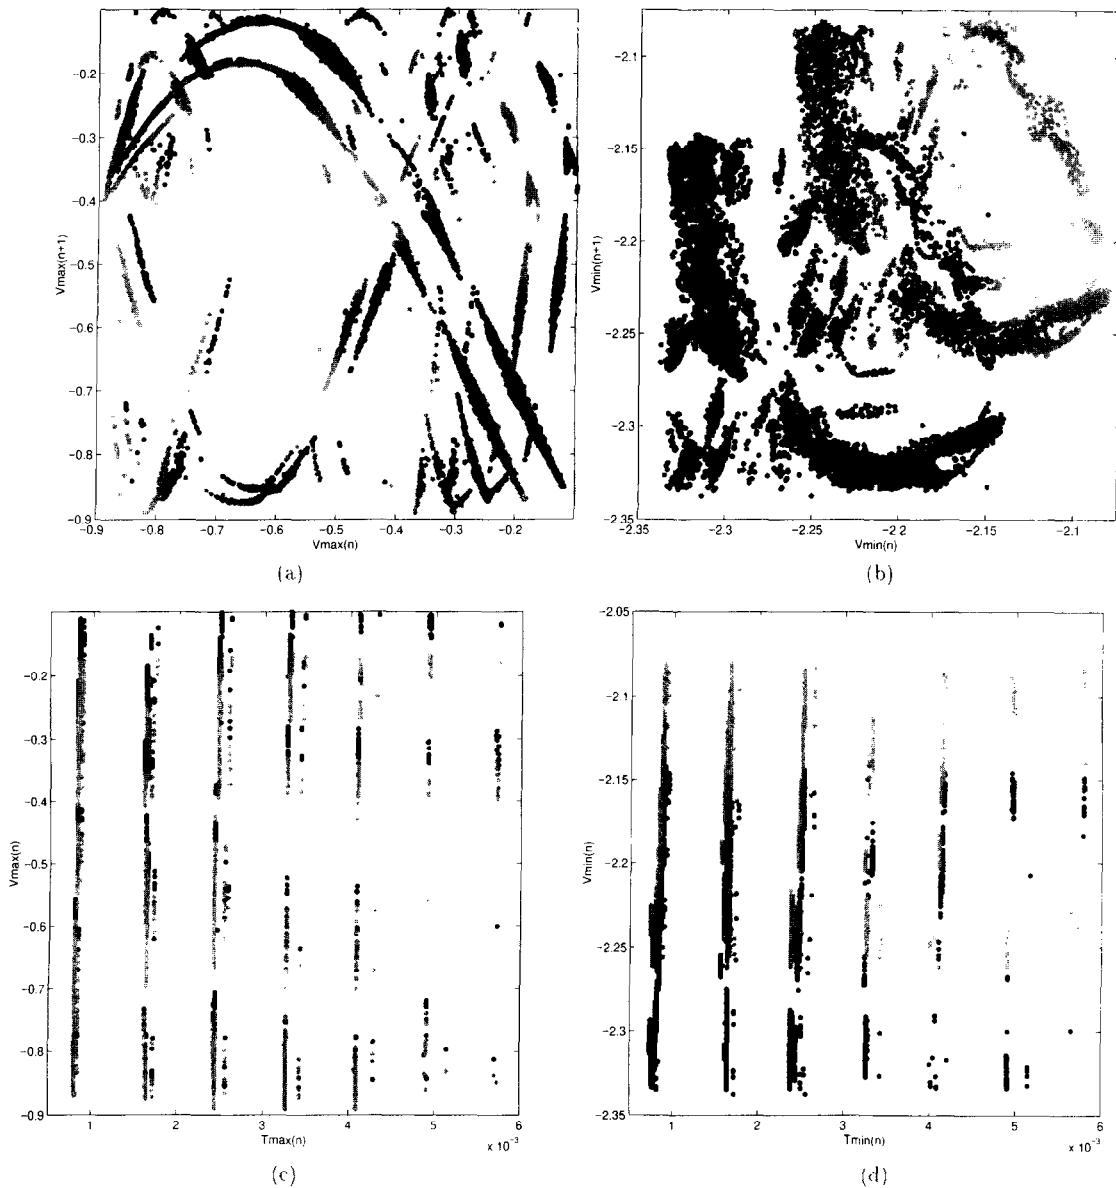 −0.2
−0.3
−0.4
−0.5
−0.6
−0.7
−0.8
−0.9
Vmax(n+1)
−0.9 −0.8 −0.7 −0.6 −0.5 −0.4 −0.3 −0.2
Vmax(n)
(a)
−2.1
−2.15
−2.2
−2.25
−2.3
−2.35
Vmin(n+1)
−2.35 −2.3 −2.25 −2.2 −2.15 −2.1
Vmin(n)
(b)
−0.2
−0.3
−0.4
−0.5
−0.6
−0.7
−0.8
−0.9
Vmax(n)
1 2 3 4 5 6
Tmax(n)
x 10⁻³
(c)
−2.05
−2.1
−2.15
−2.2
−2.25
−2.3
−2.35
Vmin(n)
1 2 3 4 5 6
Tmin(n)
x 10⁻³
(d)